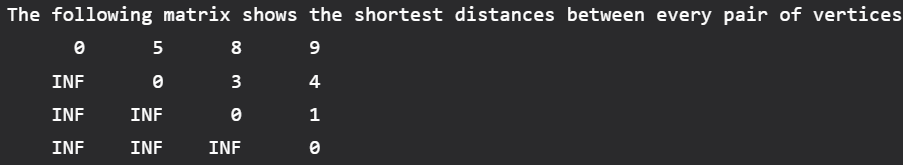 The following matrix shows the shortest distances between every pair of vertices
0 5 8 9
INF 0 3 4
INF INF 0 1
INF INF INF 0